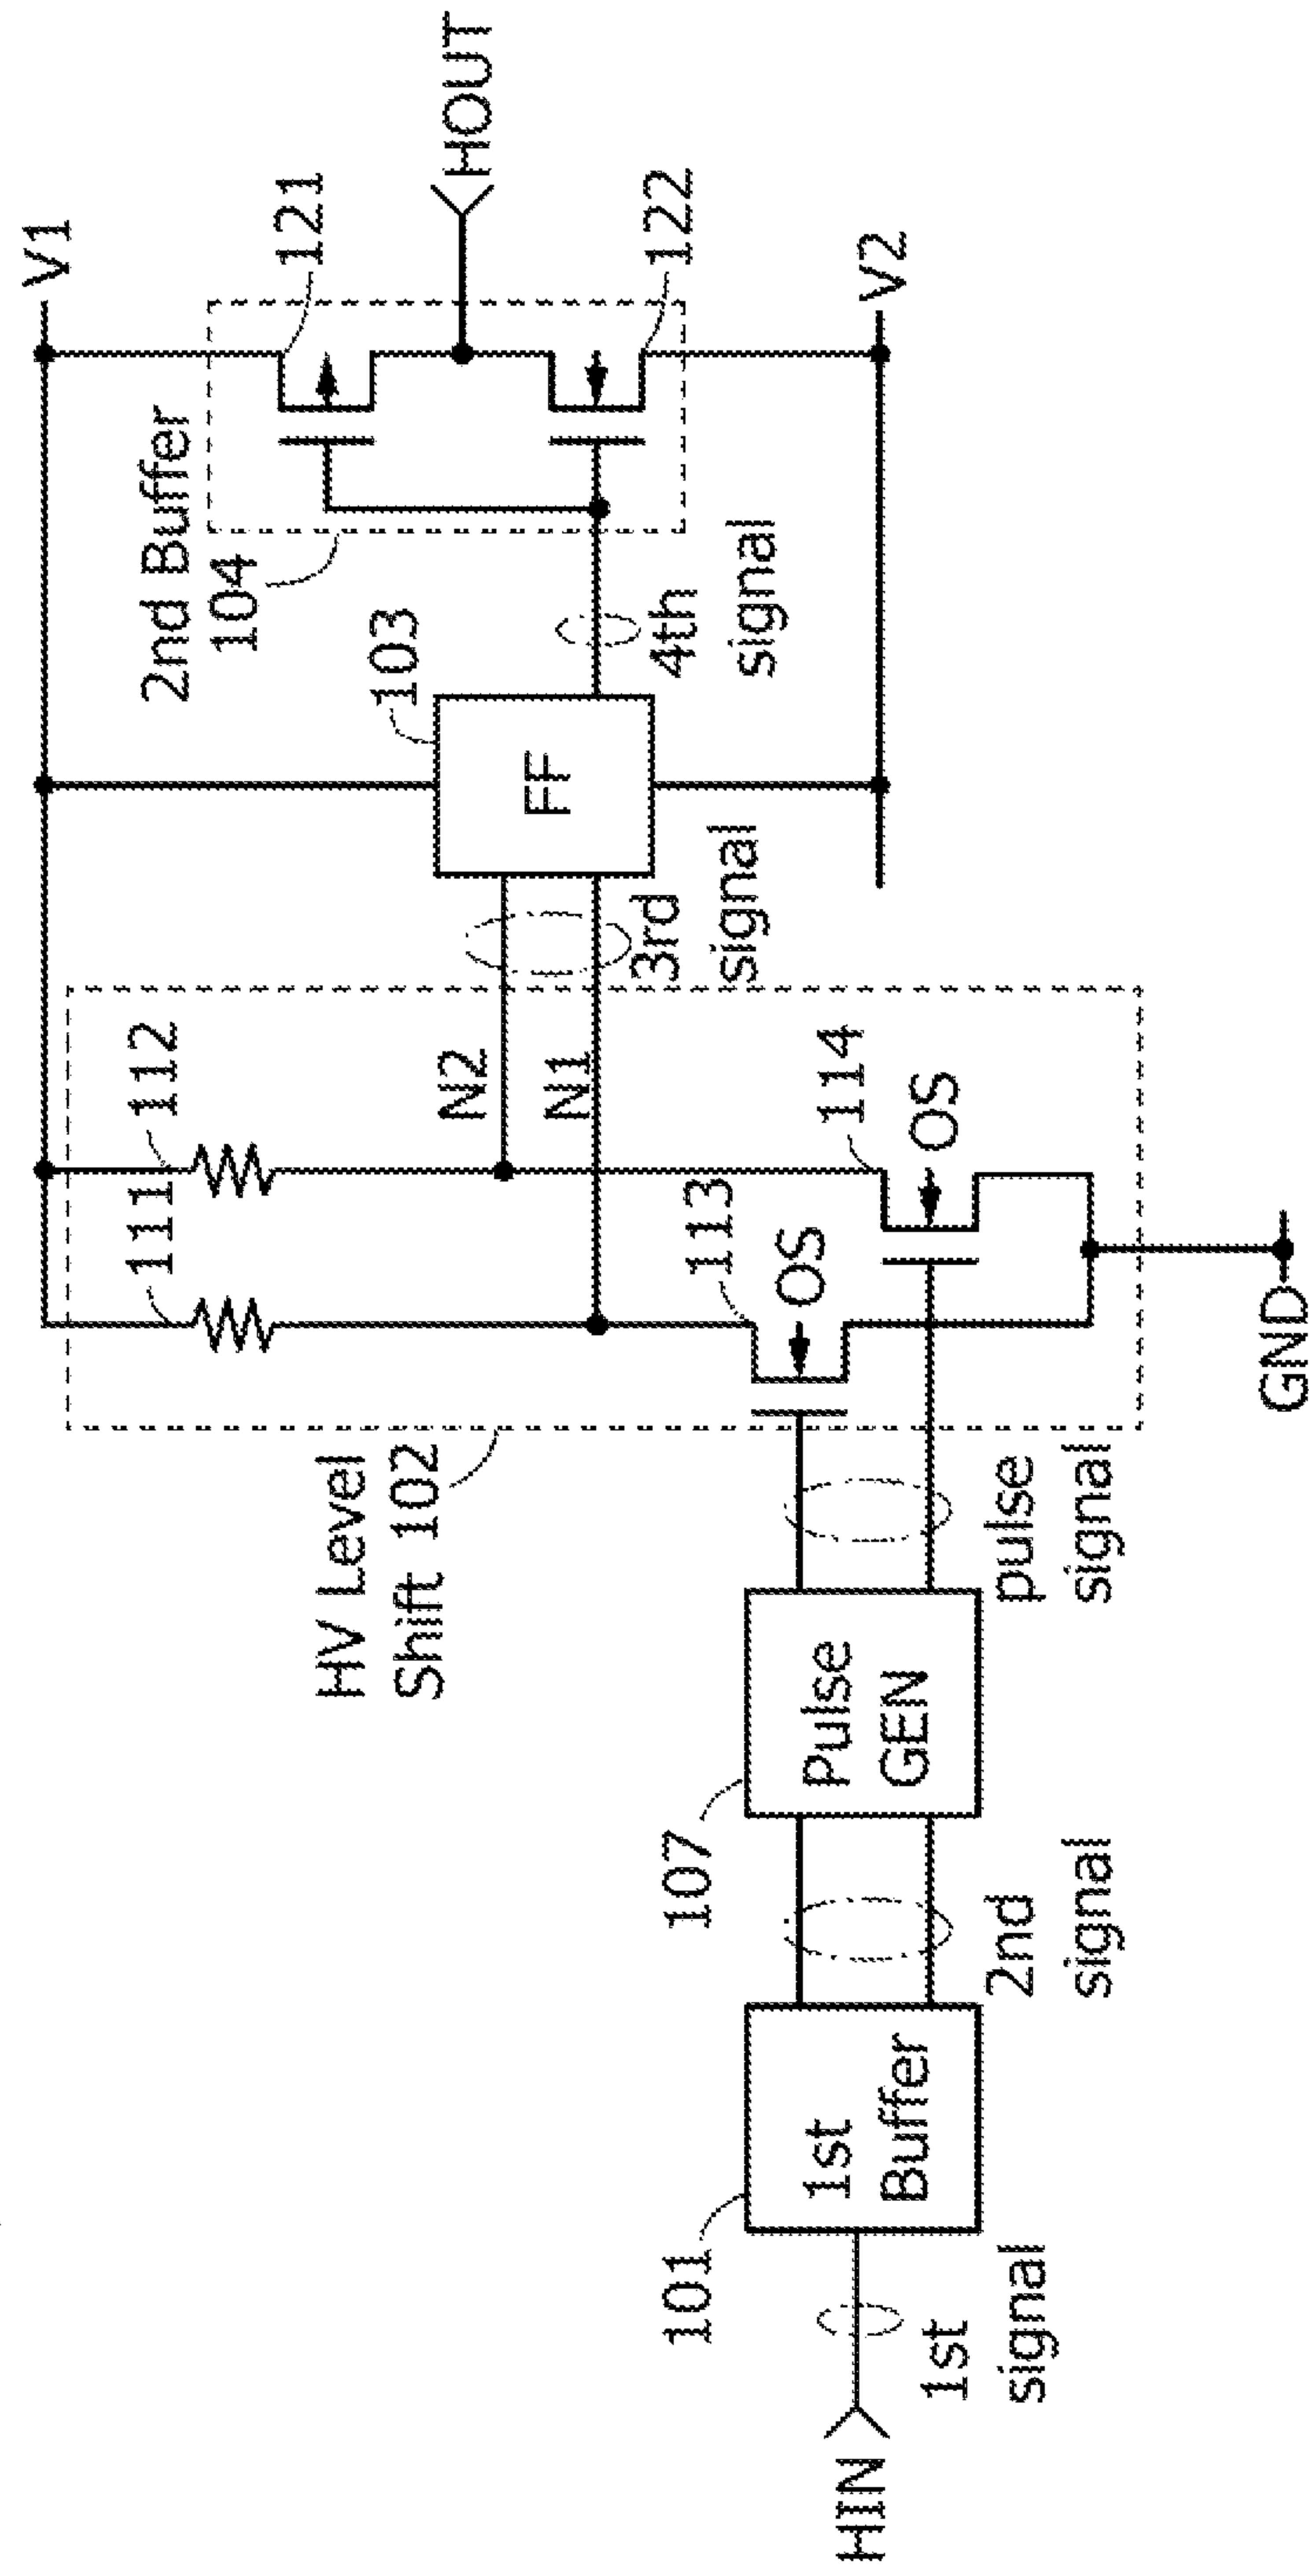 HIN
1st
signal
101
1st
Buffer
2nd
signal
107
Pulse
GEN
pulse
signal
HV Level
Shift 102
111
112
113
OS
114
OS
GND
N2
N1
3rd
signal
103
FF
4th
signal
2nd Buffer
104
121
122
V1
V2
HOUT